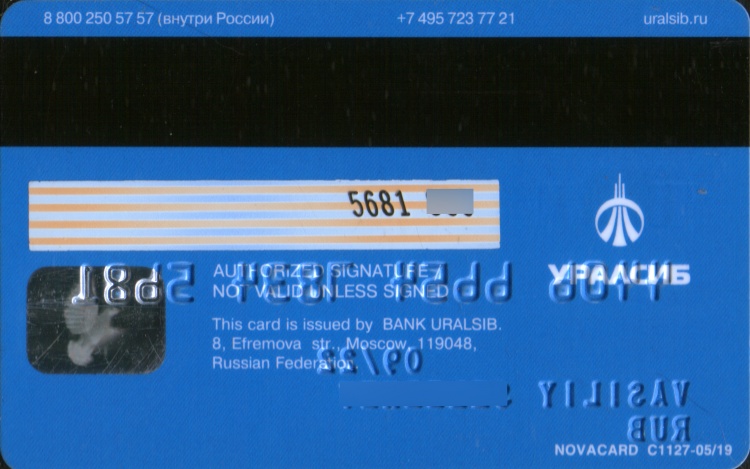 8 800 250 57 57 (внутри России) +7 495 723 77 21 uralsib.ru
5681
УРАЛСИБ
AUTHORIZED SIGNATURE /
NOT VALID UNLESS SIGNED
This card is issued by BANK URALSIB.
8, Efremova str., Moscow, 119048,
Russian Federation
VASILIY
RUB
NOVACARD C1127-05/19